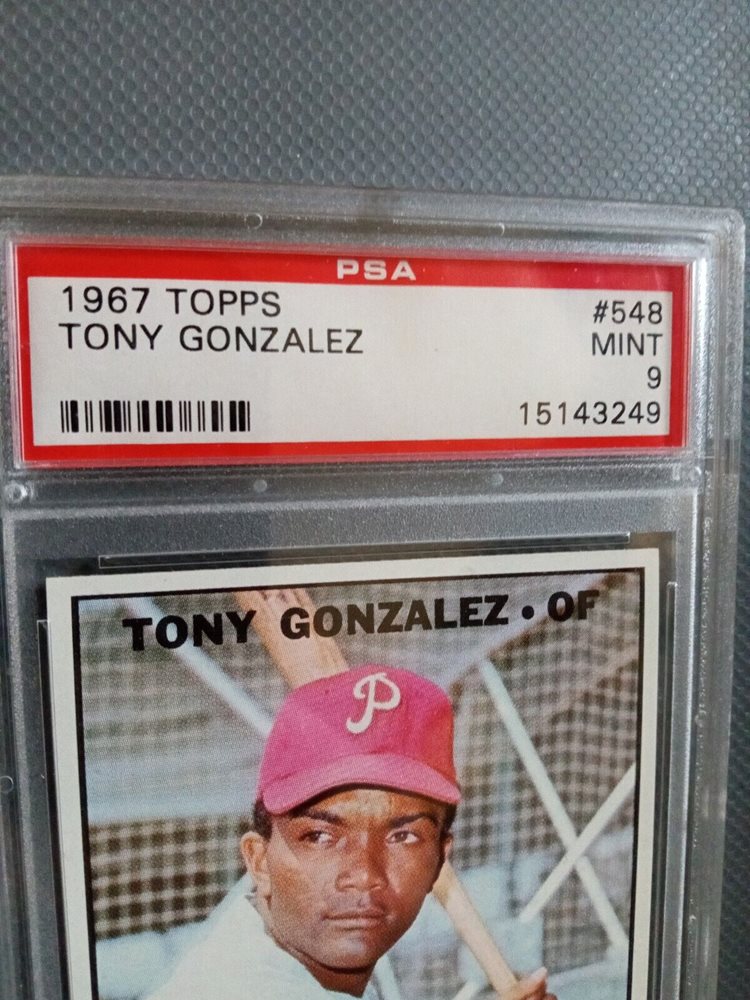 PSA
1967 TOPPS #548
TONY GONZALEZ MINT
9
15143249
TONY GONZALEZ • OF
P